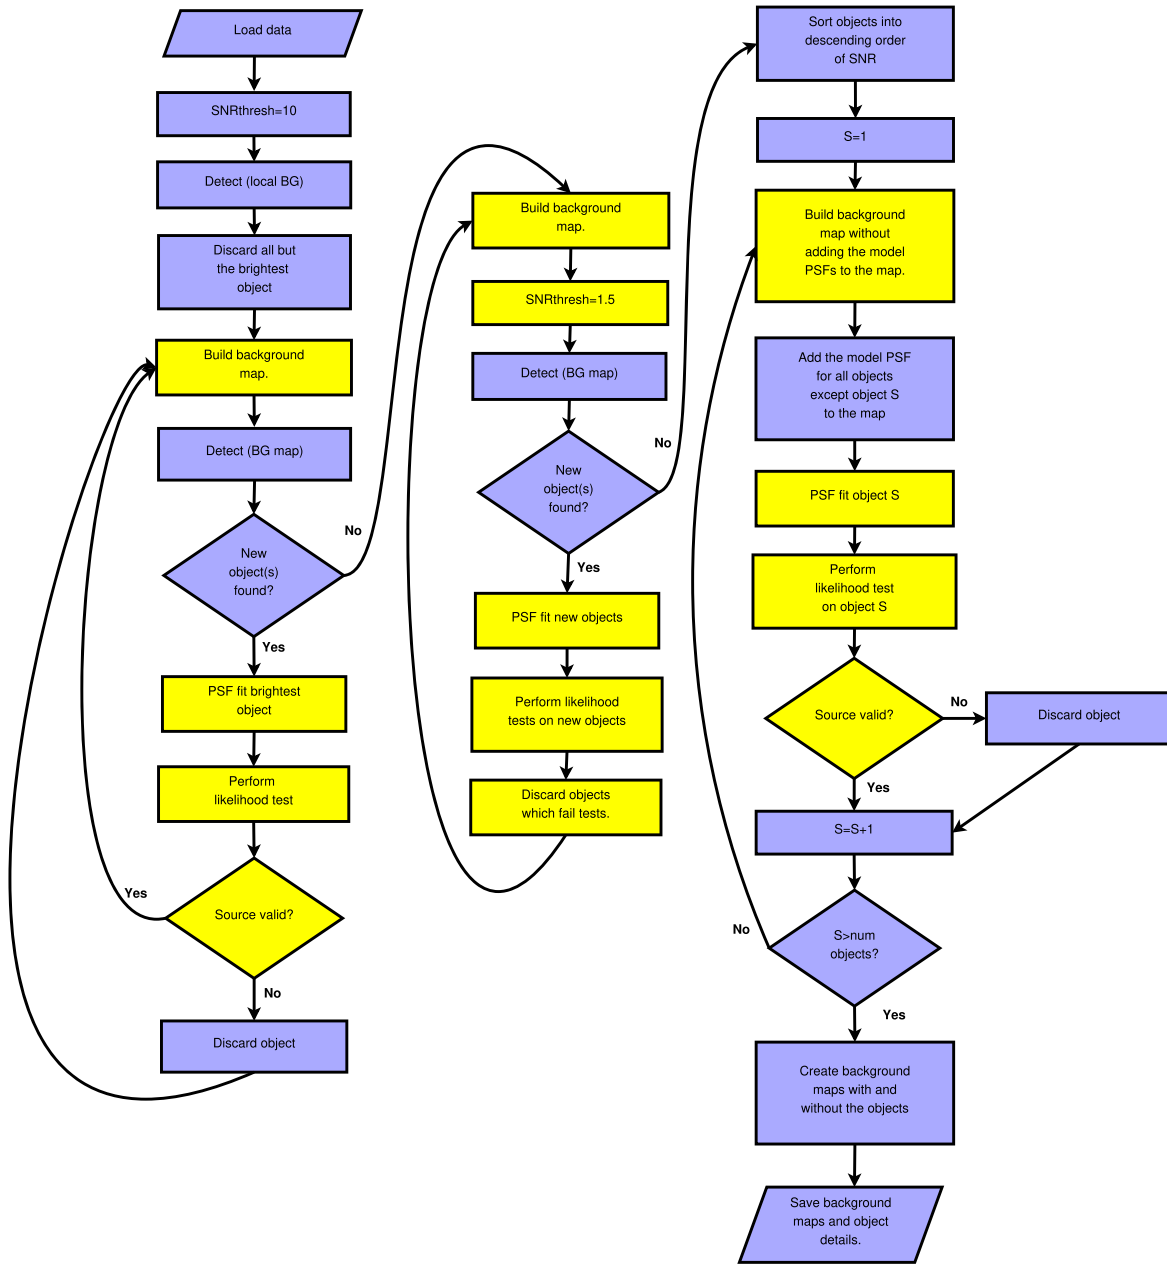 Load data
SNRthresh=10
Detect (local BG)
Discard all but
the brightest
object
Build background
map.
Detect (BG map)
New
object(s)
found?
No
Yes
PSF fit brightest
object
Perform
likelihood test
Source valid?
Yes
No
Discard object
Build background
map.
SNRthresh=1.5
Detect (BG map)
New
object(s)
found?
No
Yes
PSF fit new objects
Perform likelihood
tests on new objects
Discard objects
which fail tests.
Sort objects into
descending order
of SNR
S=1
Build background
map without
adding the model
PSFs to the map.
Add the model PSF
for all objects
except object S
to the map
PSF fit object S
Perform
likelihood test
on object S
Source valid?
No
Discard object
Yes
S=S+1
S>num
objects?
No
Yes
Create background
maps with and
without the objects
Save background
maps and object
details.